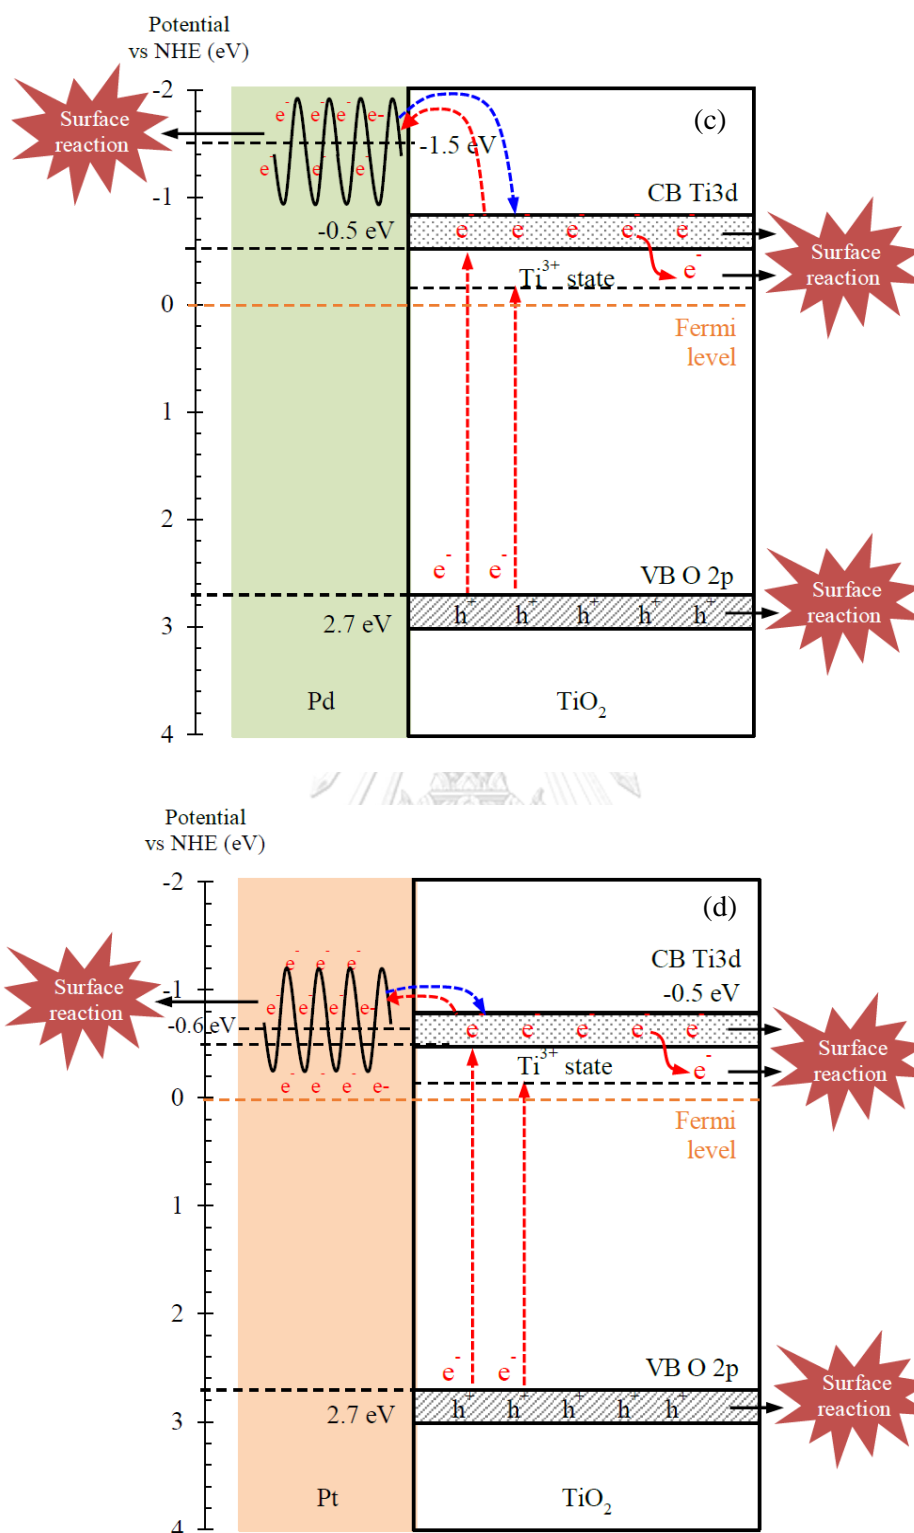 Potential
vs NHE (eV)
-2
(c)
Surface
reaction
e- e- e- e-
-1.5 eV
e- e- e-
-1
CB Ti3d
-0.5 eV
e- e- e- e- e-
Surface
reaction
e-
Ti3+ state
0
Fermi
level
1
2
e- e-
VB O 2p
Surface
reaction
2.7 eV
h+ h+ h+ h+ h+
3
Pd
TiO2
4
Potential
vs NHE (eV)
-2
(d)
e- e- e-
CB Ti3d
-0.5 eV
Surface
reaction
-1
e- e- e- e-
-0.6 eV
e- e- e- e- e-
Surface
reaction
Ti3+ state
e-
e- e- e- e-
0
Fermi
level
1
2
e- e-
VB O 2p
Surface
reaction
2.7 eV
h+ h+ h+ h+ h+
3
Pt
TiO2
4